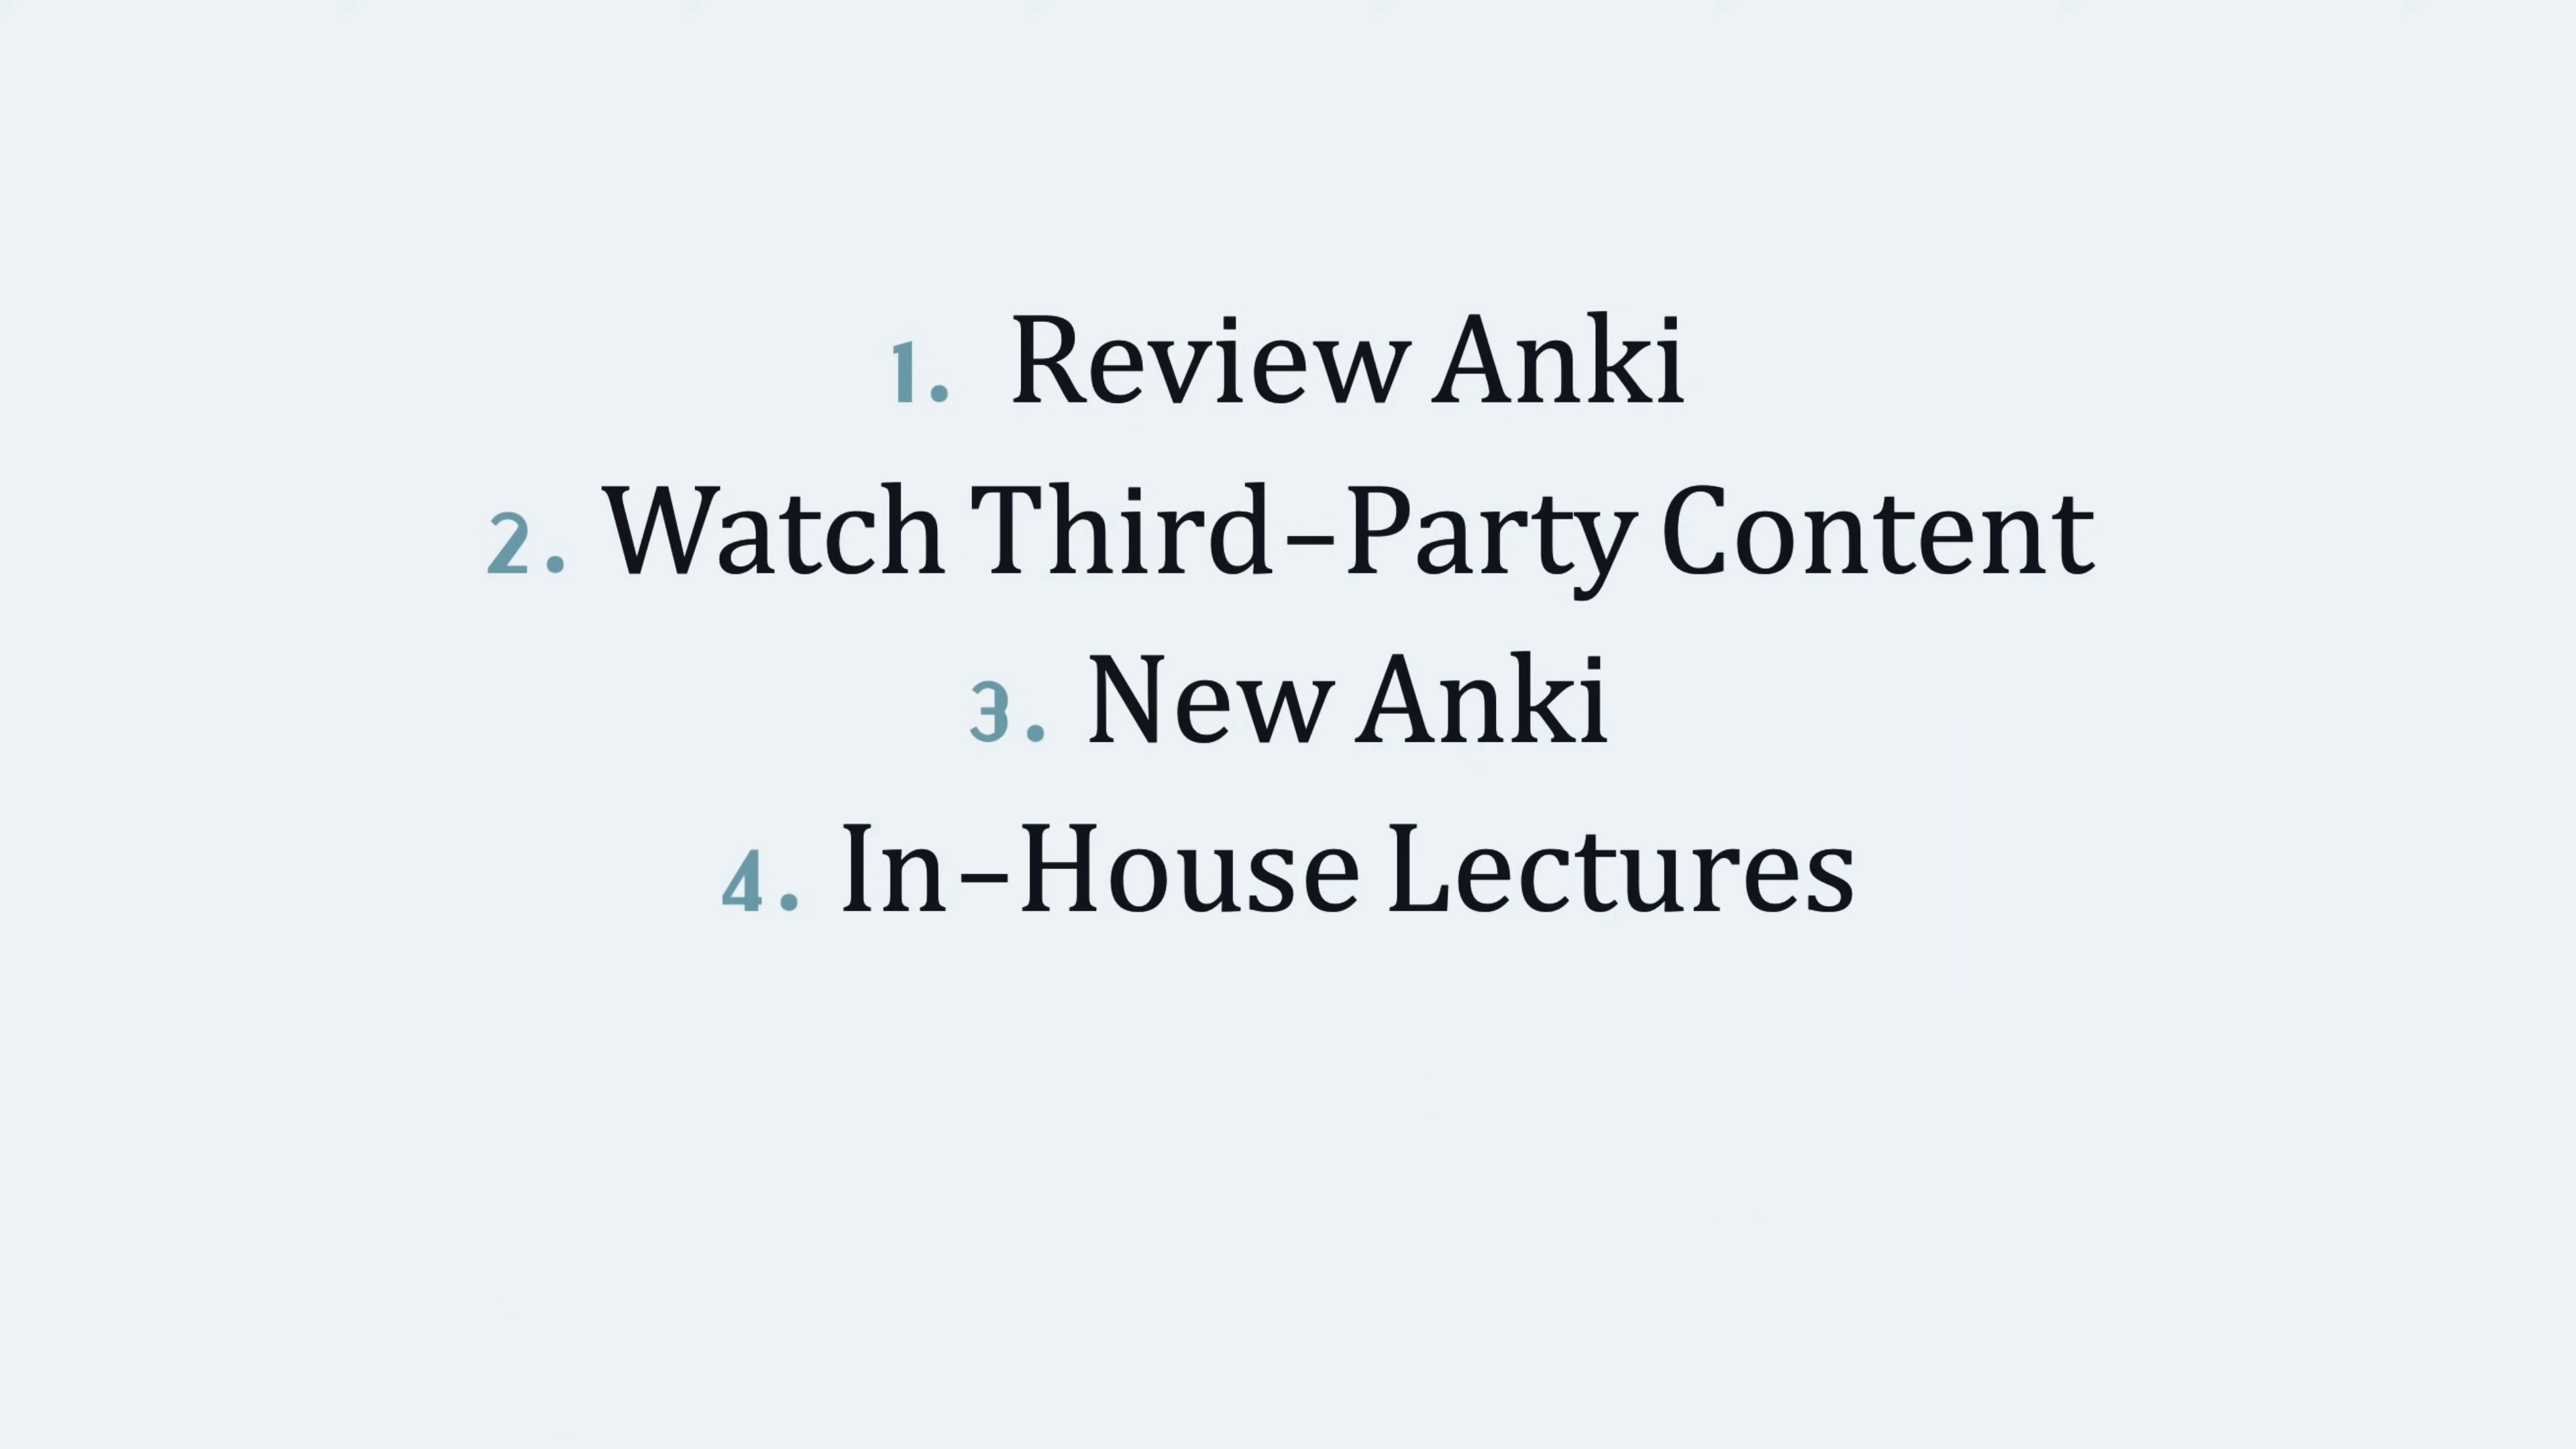 1. Review Anki
2. Watch Third-Party Content
3. New Anki
4. In-House Lectures